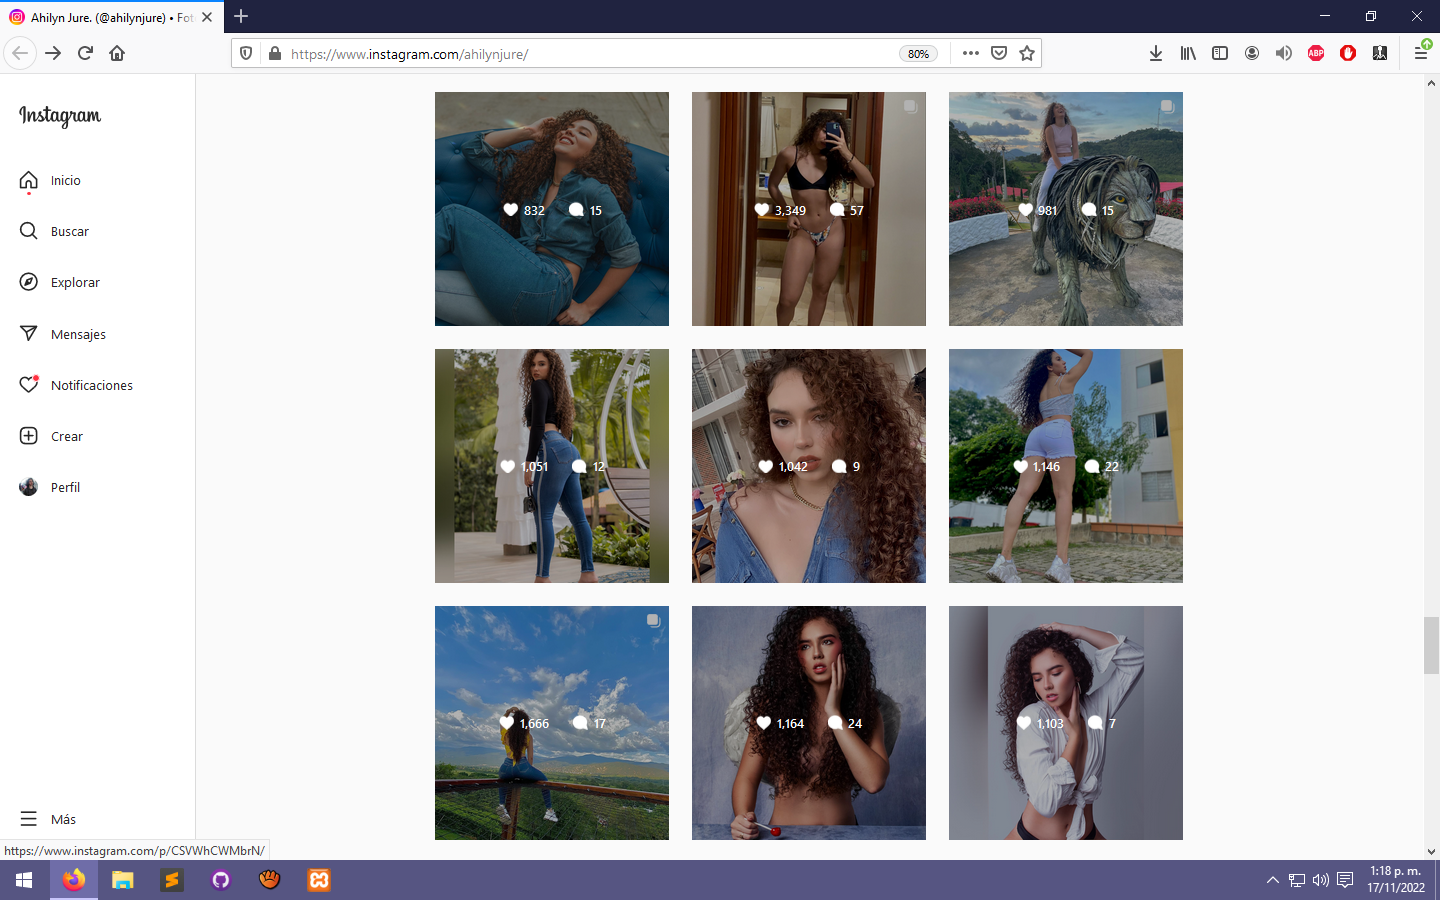 Ahilyn Jure. (@ahilynjure) • Fot
https://www.instagram.com/ahilynjure/
80%
ABP
Instagram
Inicio
Buscar
Explorar
Mensajes
Notificaciones
Crear
Perfil
Más
832 15
3,349 57
981 15
1,051 12
1,042 9
1,146 22
1,666 17
1,164 24
1,103 7
https://www.instagram.com/p/CSVWhCWMbrN/
1:18 p. m.
17/11/2022